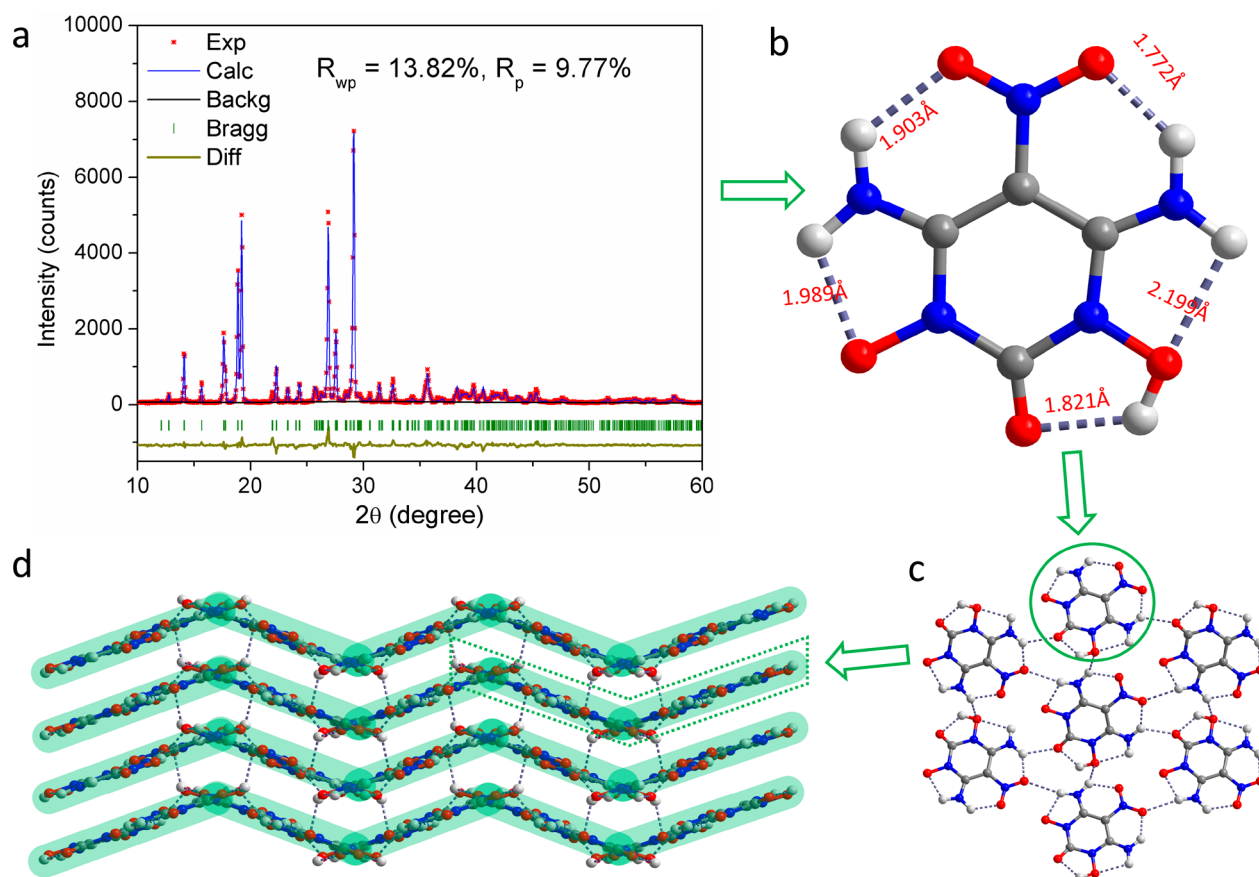 a
10000
8000
6000
4000
2000
0
Intensity (counts)
Exp
Calc
Backg
Bragg
Diff
R_wp = 13.82%, R_p = 9.77%
10 20 30 40 50 60
2θ (degree)
b
1.772Å
1.903Å
1.989Å
2.199Å
1.821Å
d
c